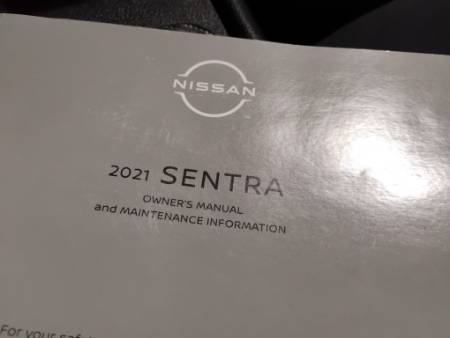 NISSAN
2021 SENTRA
OWNER'S MANUAL
and MAINTENANCE INFORMATION
For your